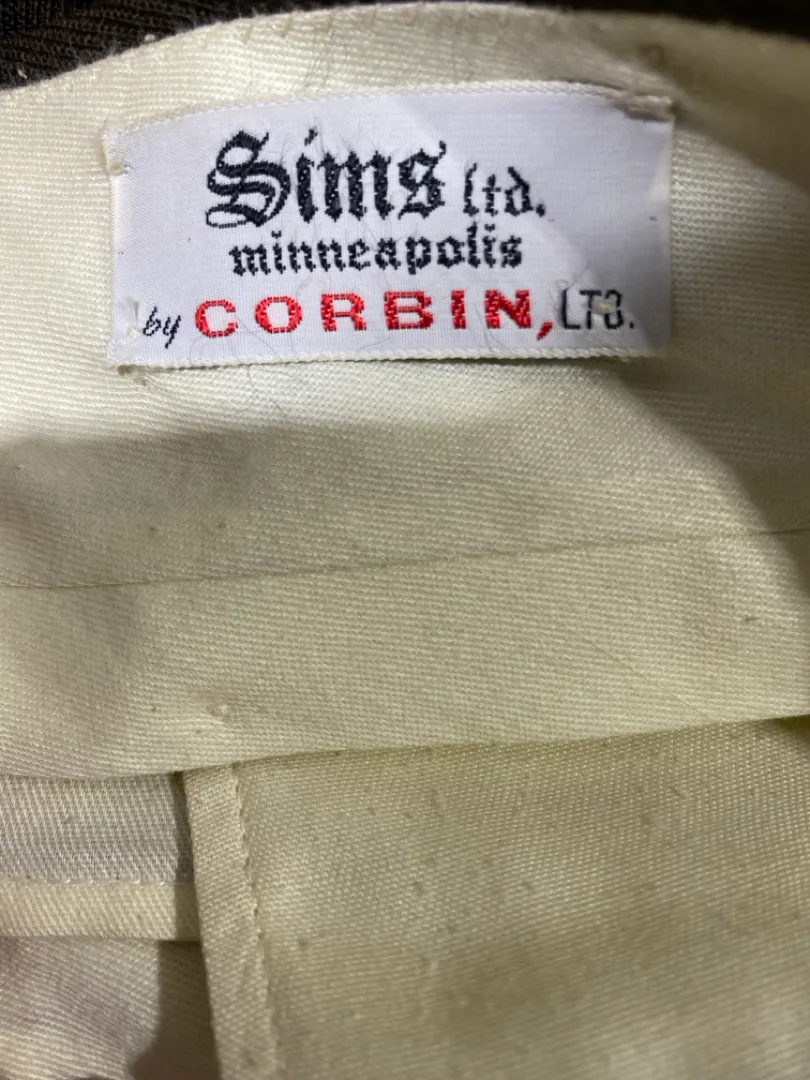 Sims Ltd.
minneapolis
by CORBIN, LTD.